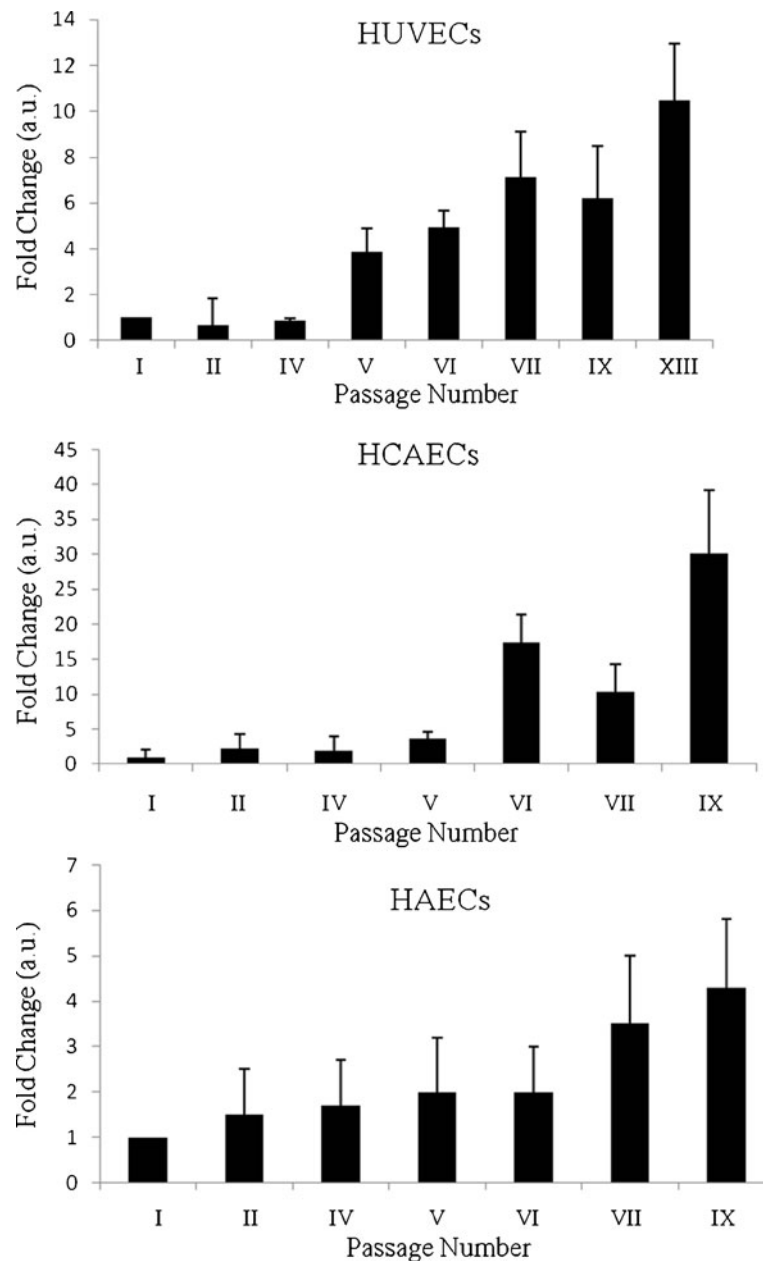 HUVECs
Fold Change (a.u.)
14
12
10
8
6
4
2
0
I II IV V VI VII IX XIII
Passage Number
HCAECs
Fold Change (a.u.)
45
40
35
30
25
20
15
10
5
0
I II IV V VI VII IX
Passage Number
HAECs
Fold Change (a.u.)
7
6
5
4
3
2
1
0
I II IV V VI VII IX
Passage Number